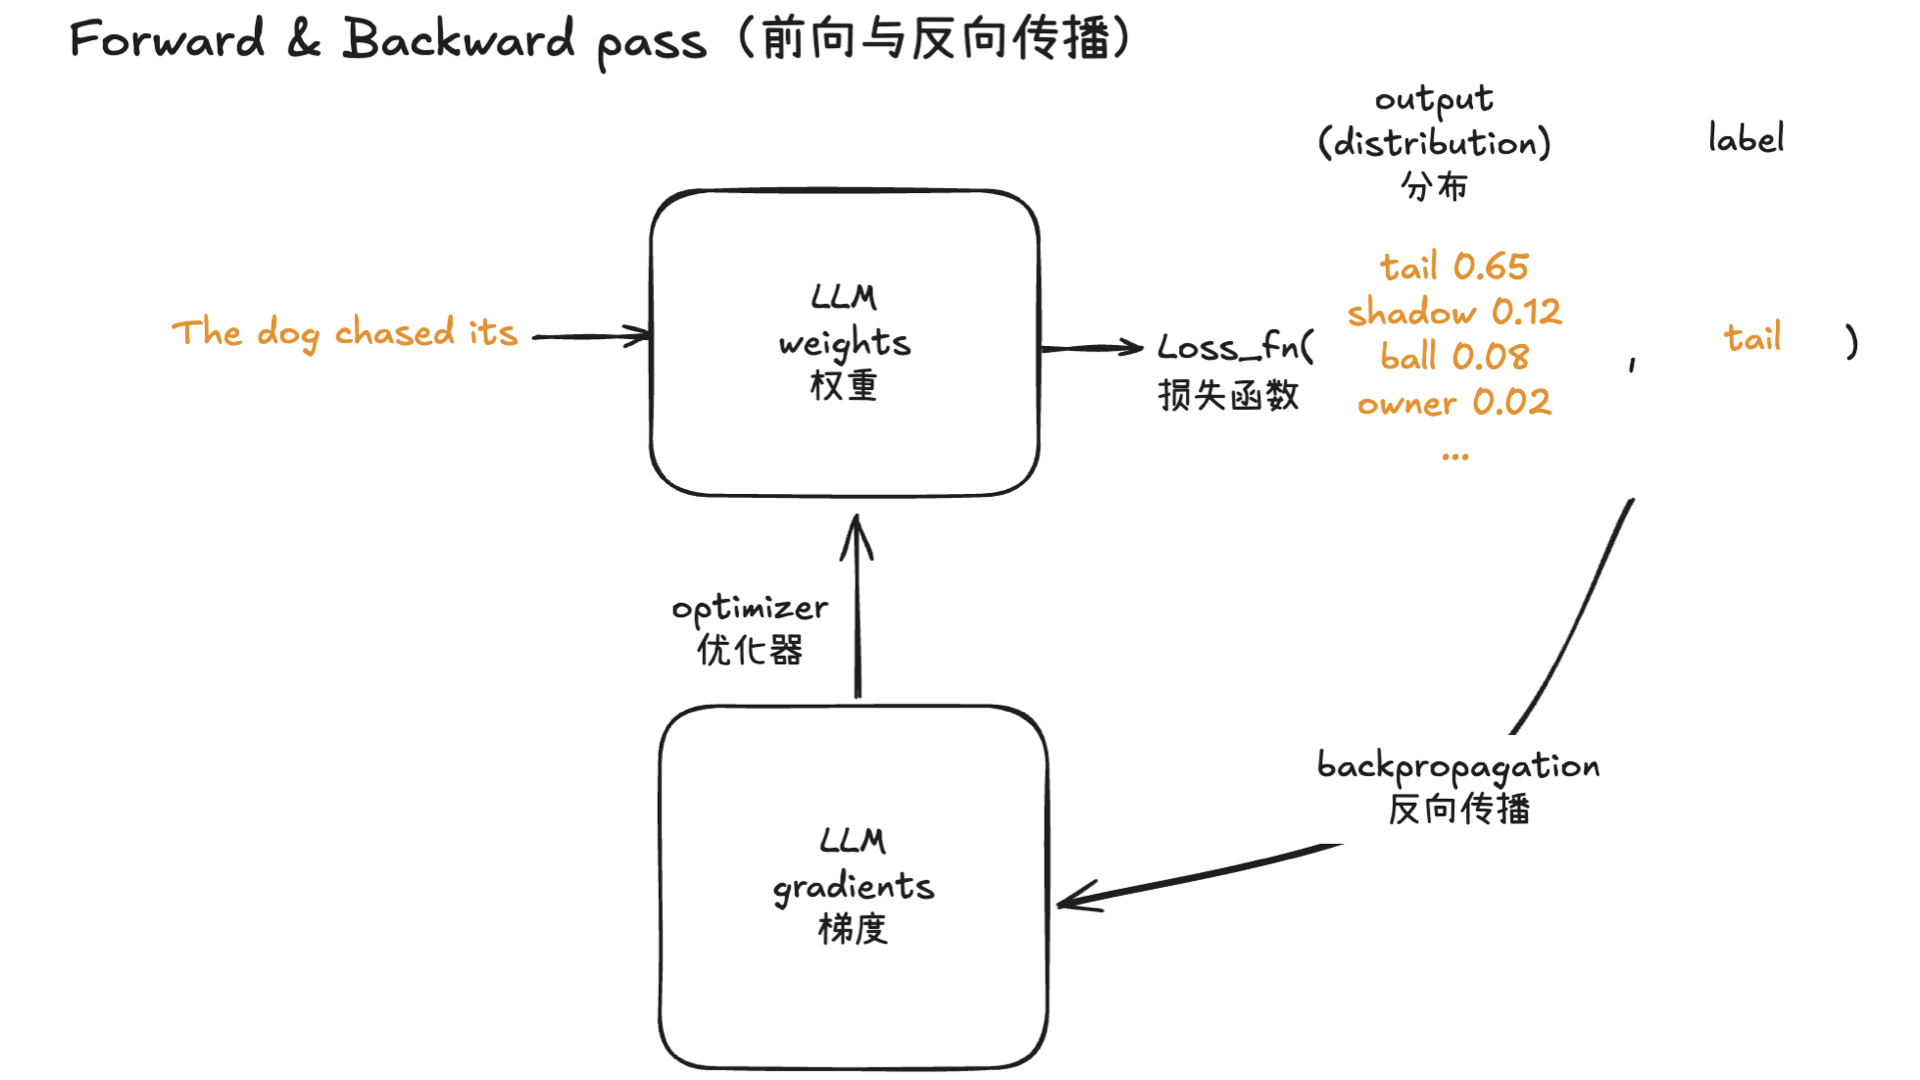 Forward & Backward pass（前向与反向传播）
output
(distribution)
分布
label
The dog chased its
LLM
weights
权重
Loss_fn(
损失函数
tail 0.65
shadow 0.12
ball 0.08
owner 0.02
...
,
tail
)
optimizer
优化器
backpropagation
反向传播
LLM
gradients
梯度